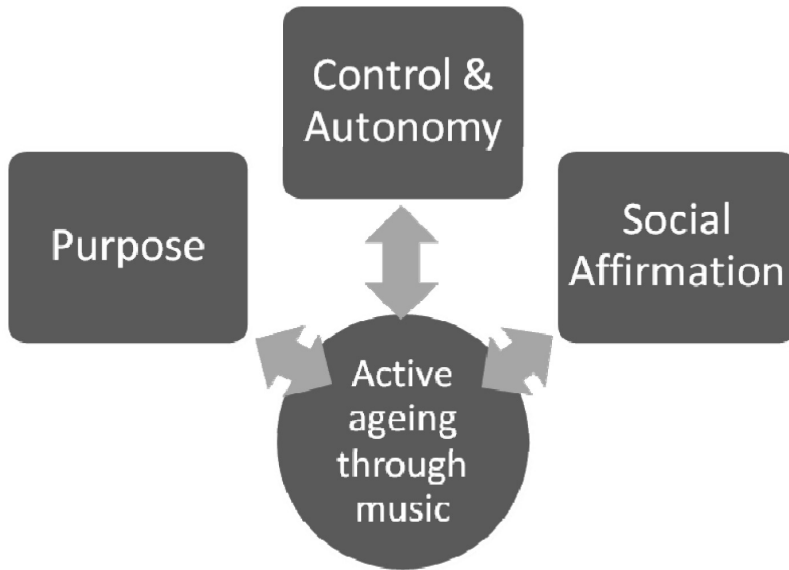 Control &
Autonomy
Purpose
Social
Affirmation
Active
ageing
through
music